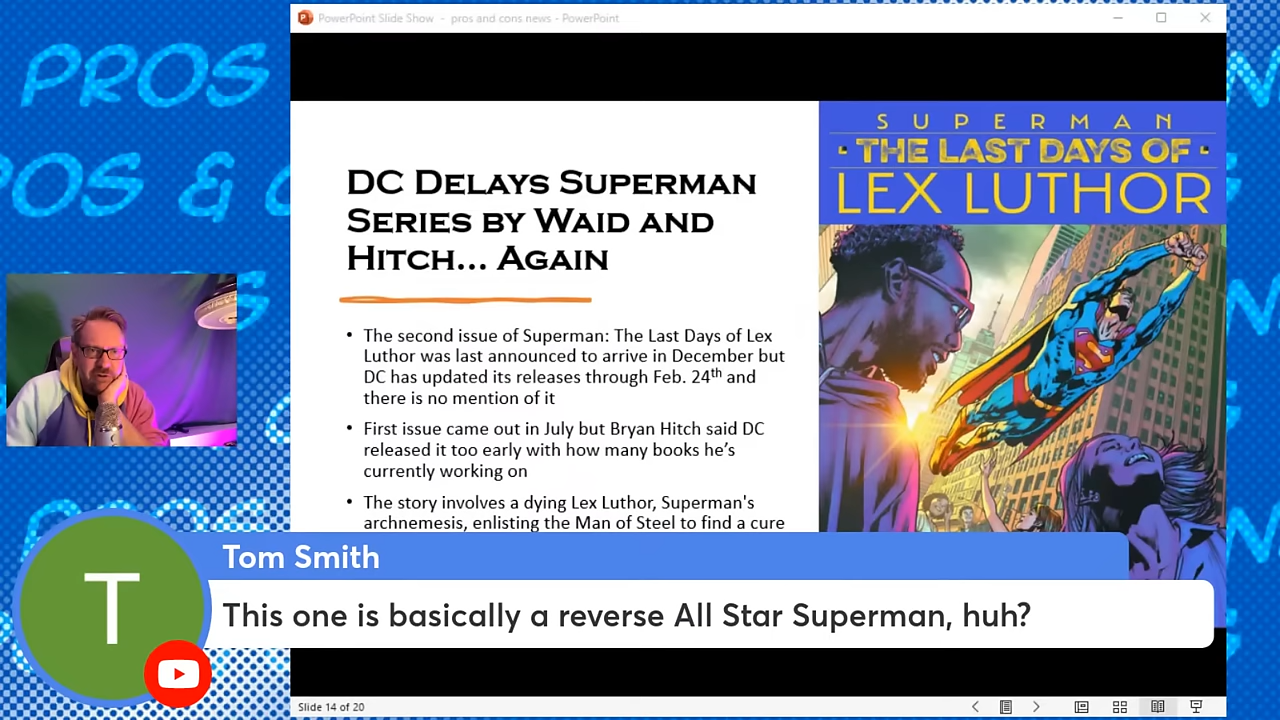 PowerPoint Slide Show - pros and cons news - PowerPoint
PROS
POS & C
SUPERMAN
THE LAST DAYS OF
LEX LUTHOR
DC Delays Superman
Series by Waid and
Hitch... Again
• The second issue of Superman: The Last Days of Lex
Luthor was last announced to arrive in December but
DC has updated its releases through Feb. 24th and
there is no mention of it
• First issue came out in July but Bryan Hitch said DC
released it too early with how many books he's
currently working on
• The story involves a dying Lex Luthor, Superman's
archnemesis, enlisting the Man of Steel to find a cure
Tom Smith
T
This one is basically a reverse All Star Superman, huh?
Slide 14 of 20